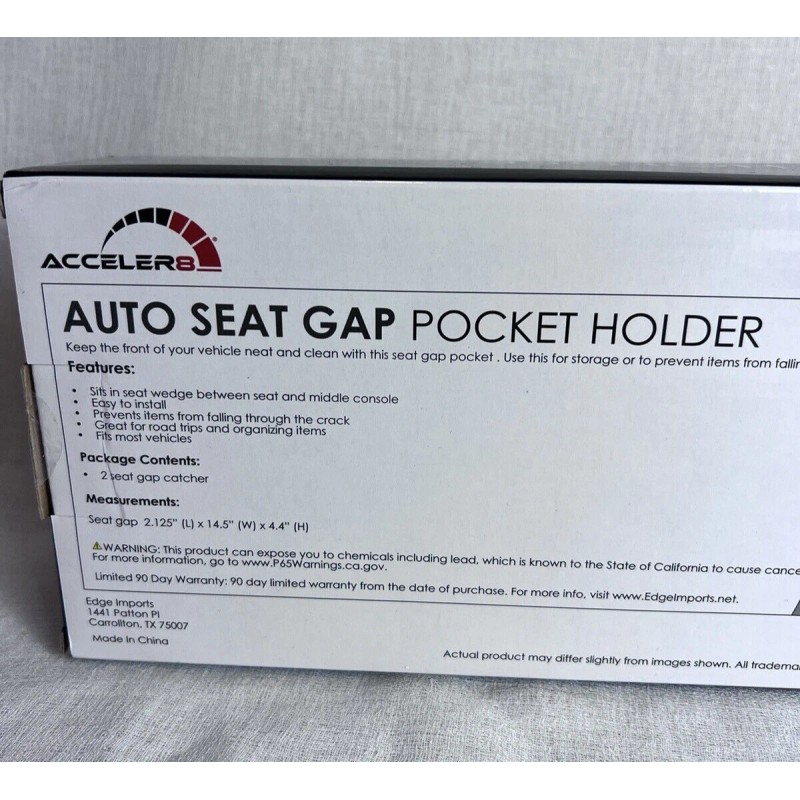 ACCELER8
AUTO SEAT GAP POCKET HOLDER
Keep the front of your vehicle neat and clean with this seat gap pocket . Use this for storage or to prevent items from
Features:
• Sits in seat wedge between seat and middle console
• Easy to install
• Prevents items from falling through the crack
• Great for road trips and organizing items
• Fits most vehicles
Package Contents:
• 2 seat gap catcher
Measurements:
Seat gap 2.125" (L) x 14.5" (W) x 4.4" (H)
⚠WARNING: This product can expose you to chemicals including lead, which is known to the State of California to cause
For more information, go to www.P65Warnings.ca.gov.
Limited 90 Day Warranty: 90 day limited warranty from the date of purchase. For more info, visit www.EdgeImports.net.
Edge Imports
1441 Patton Pl
Carrollton, TX 75007
Made In China
Actual product may differ slightly from images shown. All